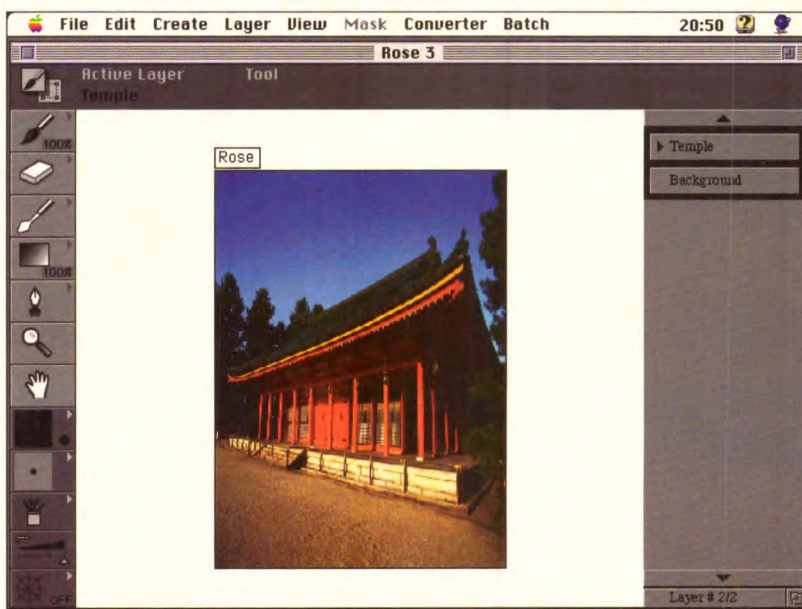 File Edit Create Layer View Mask Converter Batch 20:50
Rose 3
Active Layer Tool
Temple
100%
Rose
Temple
Background
100%
OFF
Layer # 2/2